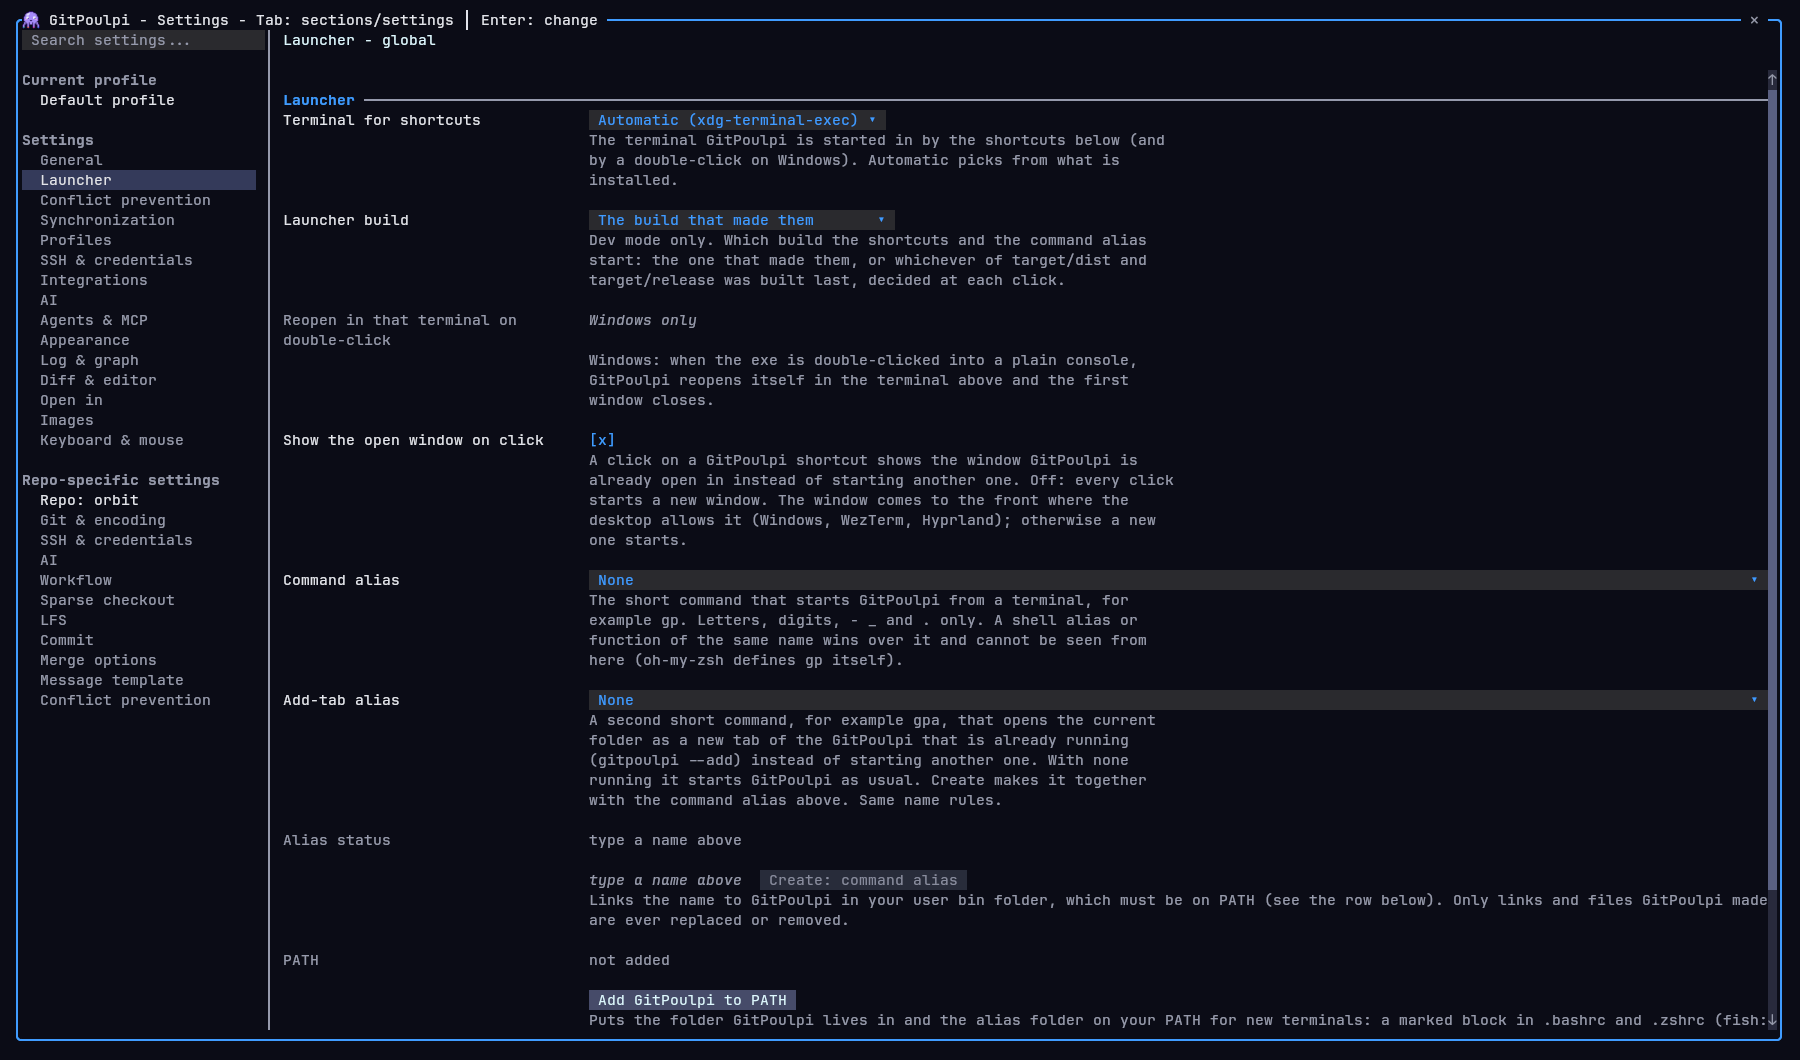 GitPoulpi - Settings - Tab: sections/settings | Enter: change ×
Search settings...
Current profile
Default profile
Settings
General
Launcher
Conflict prevention
Synchronization
Profiles
SSH & credentials
Integrations
AI
Agents & MCP
Appearance
Log & graph
Diff & editor
Open in
Images
Keyboard & mouse
Repo-specific settings
Repo: orbit
Git & encoding
SSH & credentials
AI
Workflow
Sparse checkout
LFS
Commit
Merge options
Message template
Conflict prevention
Launcher - global
Launcher
Terminal for shortcuts
Automatic (xdg-terminal-exec) ▾
The terminal GitPoulpi is started in by the shortcuts below (and
by a double-click on Windows). Automatic picks from what is
installed.
Launcher build
The build that made them ▾
Dev mode only. Which build the shortcuts and the command alias
start: the one that made them, or whichever of target/dist and
target/release was built last, decided at each click.
Reopen in that terminal on
double-click
Windows only
Windows: when the exe is double-clicked into a plain console,
GitPoulpi reopens itself in the terminal above and the first
window closes.
Show the open window on click
[x]
A click on a GitPoulpi shortcut shows the window GitPoulpi is
already open in instead of starting another one. Off: every click
starts a new window. The window comes to the front where the
desktop allows it (Windows, WezTerm, Hyprland); otherwise a new
one starts.
Command alias
None ▾
The short command that starts GitPoulpi from a terminal, for
example gp. Letters, digits, - _ and . only. A shell alias or
function of the same name wins over it and cannot be seen from
here (oh-my-zsh defines gp itself).
Add-tab alias
None ▾
A second short command, for example gpa, that opens the current
folder as a new tab of the GitPoulpi that is already running
(gitpoulpi --add) instead of starting another one. With none
running it starts GitPoulpi as usual. Create makes it together
with the command alias above. Same name rules.
Alias status
type a name above
type a name above Create: command alias
Links the name to GitPoulpi in your user bin folder, which must be on PATH (see the row below). Only links and files GitPoulpi made
are ever replaced or removed.
PATH
not added
Add GitPoulpi to PATH
Puts the folder GitPoulpi lives in and the alias folder on your PATH for new terminals: a marked block in .bashrc and .zshrc (fish: